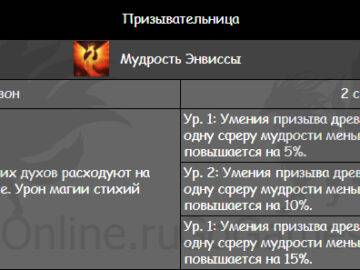 Призывательница
Мудрость Энвиссы
зон
2 с
их духов расходуют на
е. Урон магии стихий
Ур. 1: Умения призыва древ
одну сферу мудрости мень
повышается на 5%.
Ур. 2: Умения призыва древ
одну сферу мудрости мень
повышается на 10%.
Ур. 1: Умения призыва древ
одну сферу мудрости мень
повышается на 15%.
Online.ru